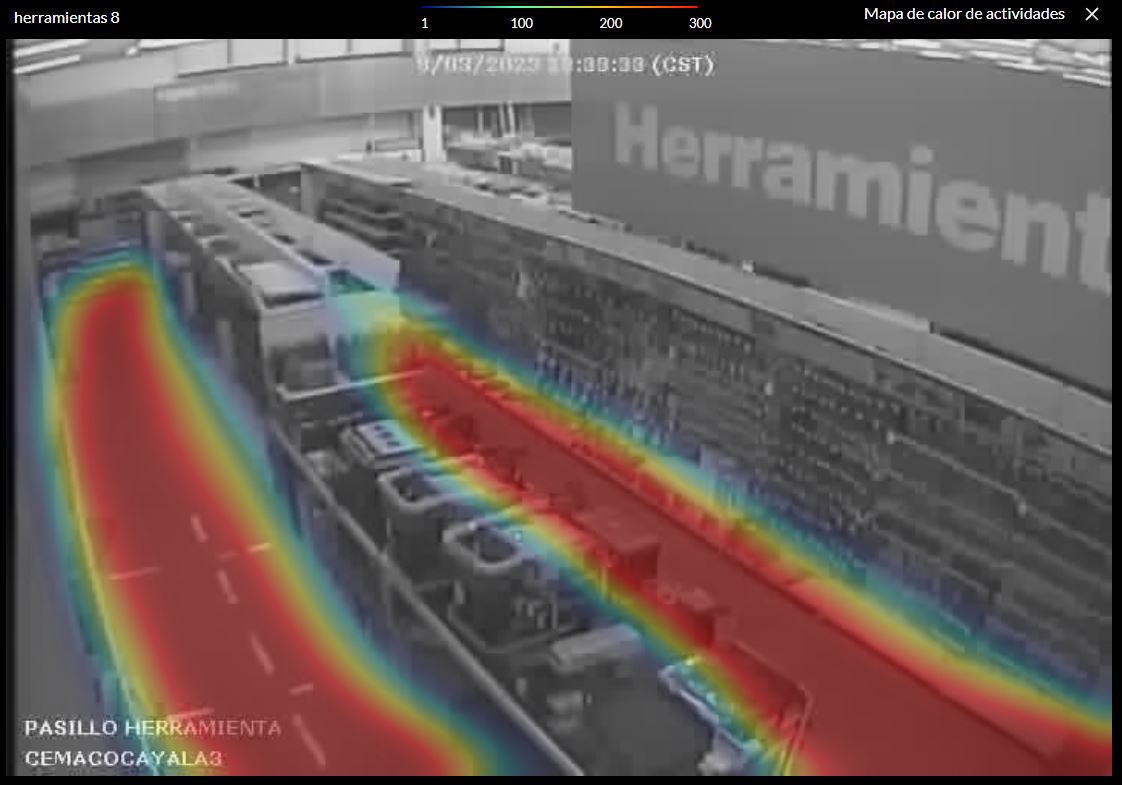 herramientas 8
1 100 200 300
Mapa de calor de actividades
(CST)
Herramient
PASILLO HERRAMIENTA
CEMACOCAYALA3